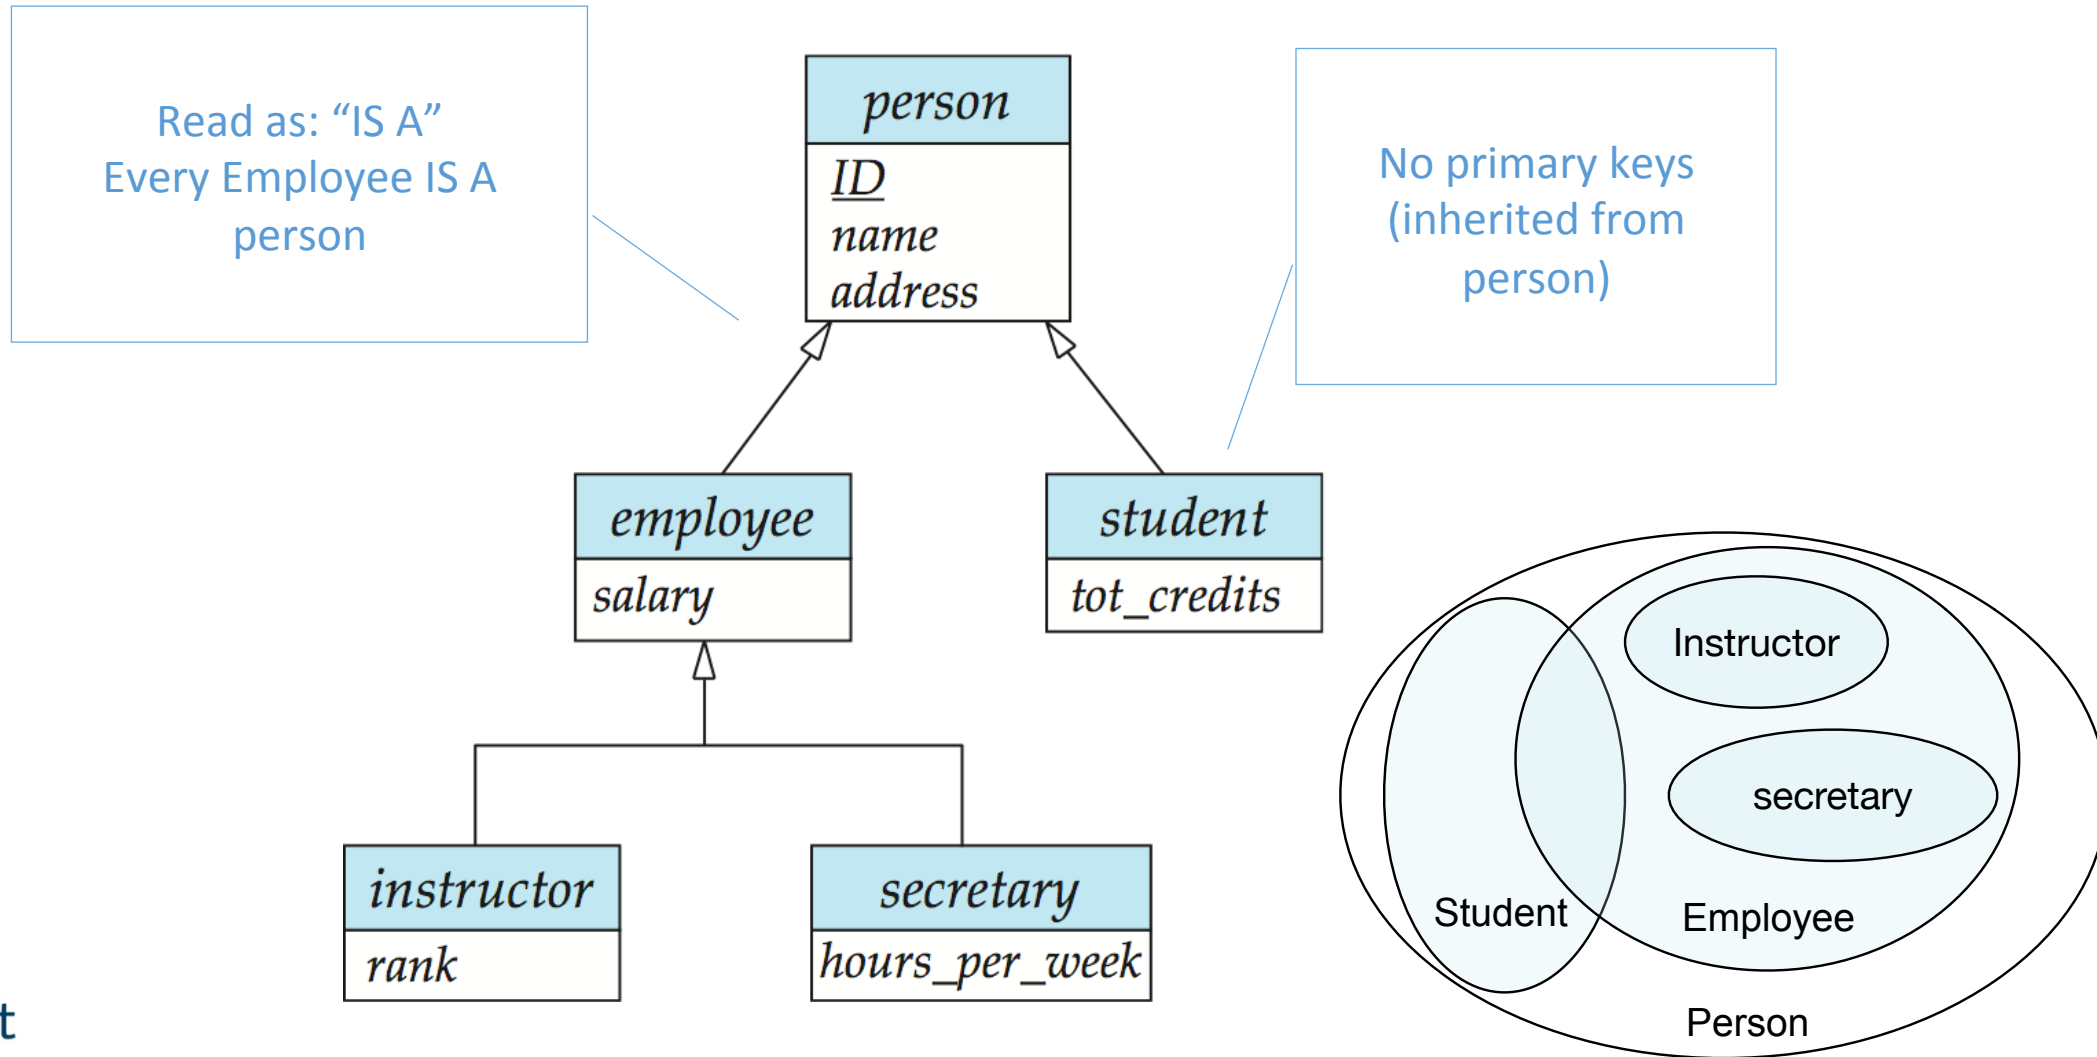 Read as: “IS A”
Every Employee IS A
person
person
ID
name
address
No primary keys
(inherited from
person)
employee
salary
student
tot_credits
instructor
rank
secretary
hours_per_week
Instructor
secretary
Student
Employee
Person
t